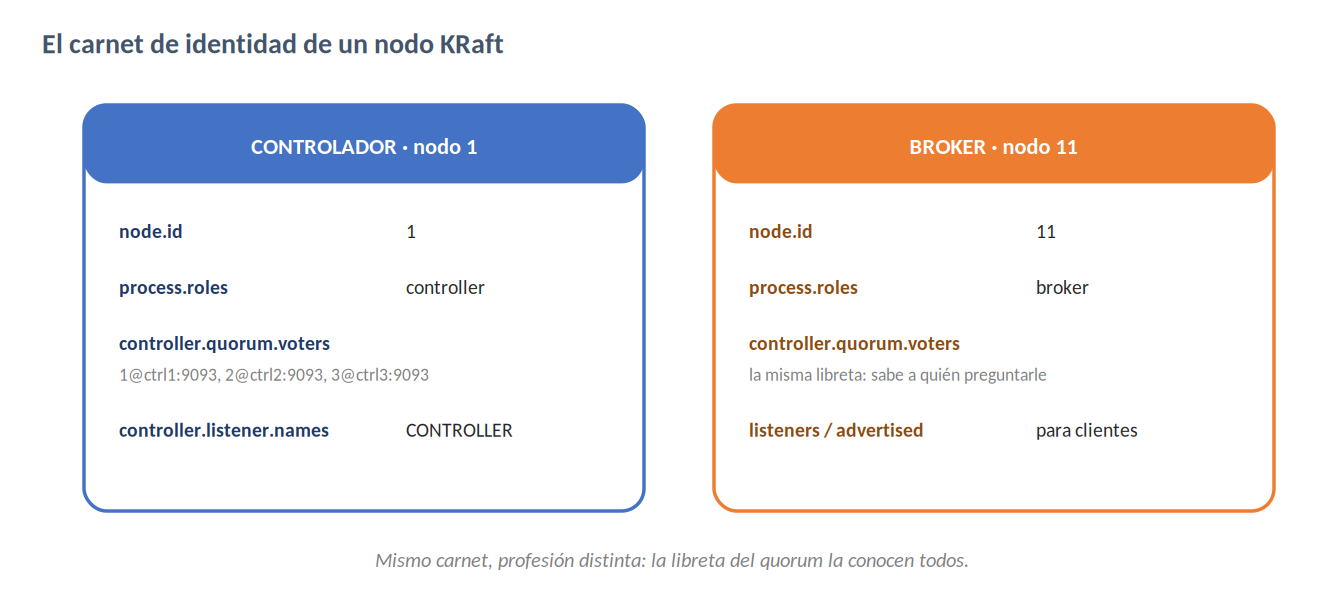 El carnet de identidad de un nodo KRaft
CONTROLADOR · nodo 1
node.id 1
process.roles controller
controller.quorum.voters
1@ctrl1:9093, 2@ctrl2:9093, 3@ctrl3:9093
controller.listener.names CONTROLLER
BROKER · nodo 11
node.id 11
process.roles broker
controller.quorum.voters
la misma libreta: sabe a quién preguntarle
listeners / advertised para clientes
Mismo carnet, profesión distinta: la libreta del quorum la conocen todos.